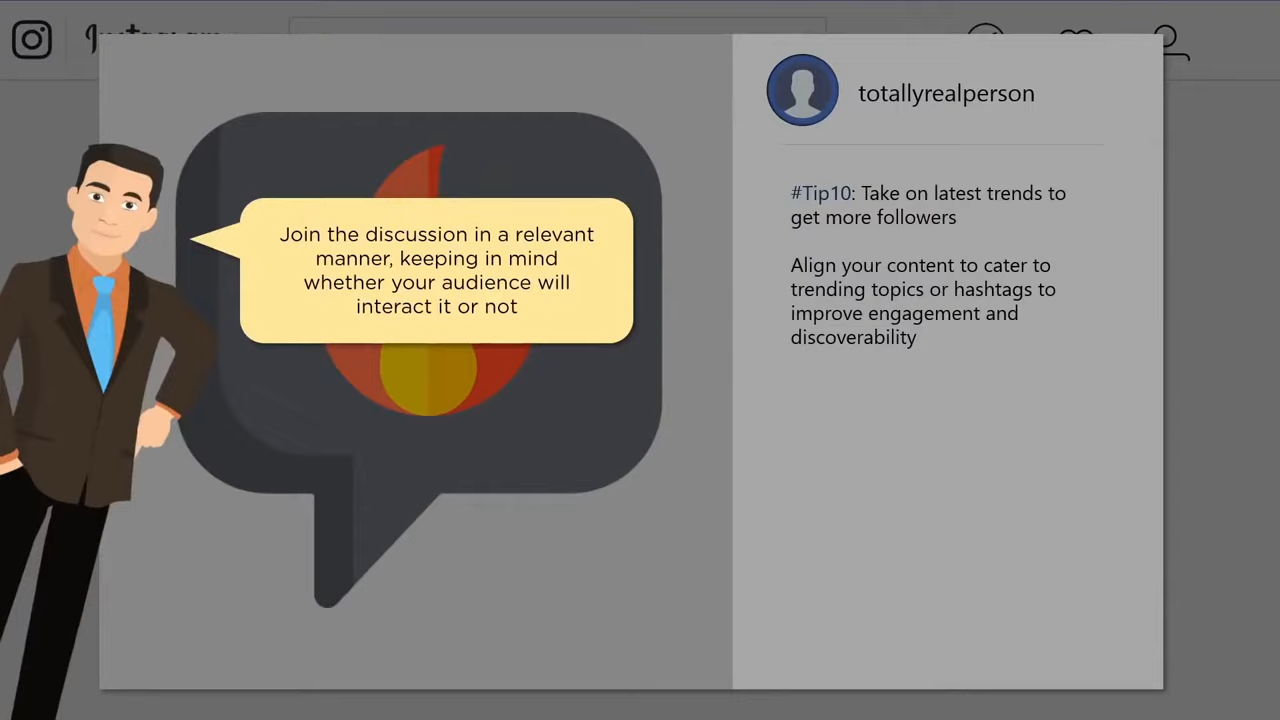 Instagram
totallyrealperson
Join the discussion in a relevant
manner, keeping in mind
whether your audience will
interact it or not
#Tip10: Take on latest trends to
get more followers
Align your content to cater to
trending topics or hashtags to
improve engagement and
discoverability